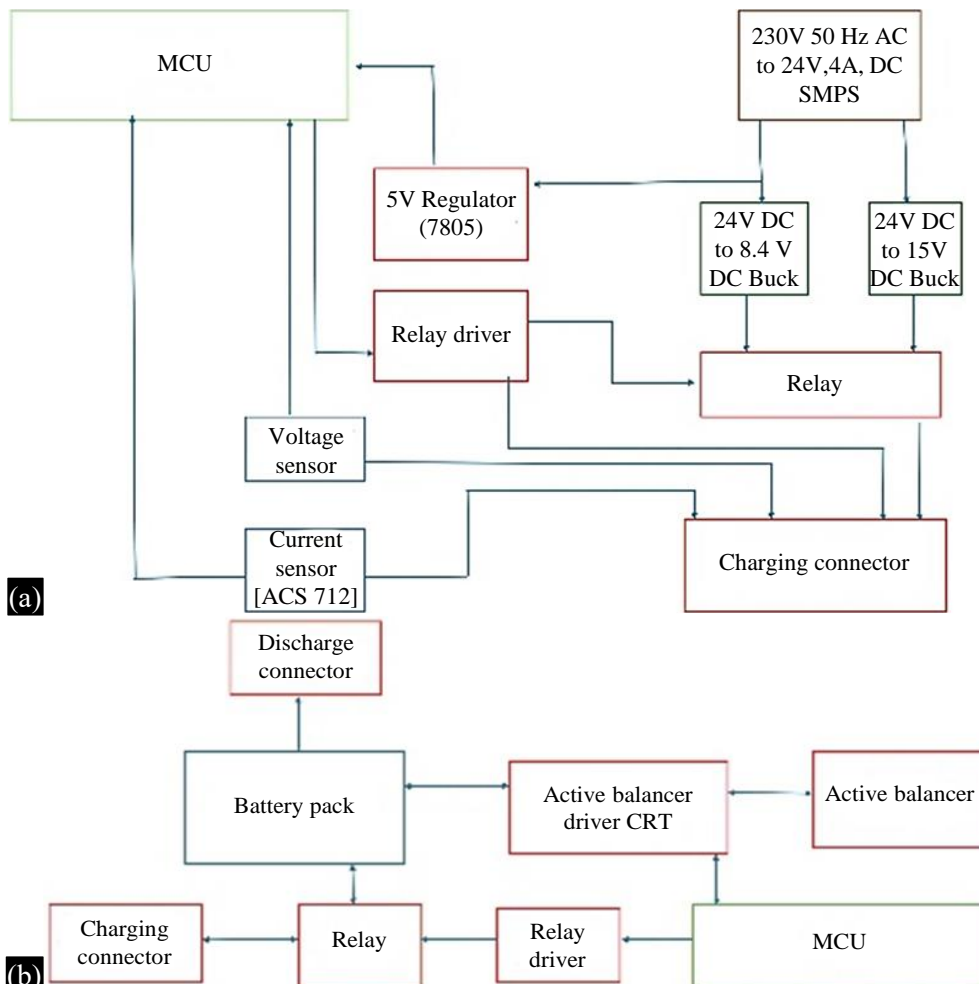 MCU
230V 50 Hz AC
to 24V,4A, DC
SMPS
5V Regulator
(7805)
24V DC
to 8.4 V
DC Buck
24V DC
to 15V
DC Buck
Relay driver
Relay
Voltage
sensor
Current
sensor
[ACS 712]
Charging connector
(a)
Discharge
connector
Battery pack
Active balancer
driver CRT
Active balancer
Charging
connector
Relay
Relay
driver
MCU
(b)